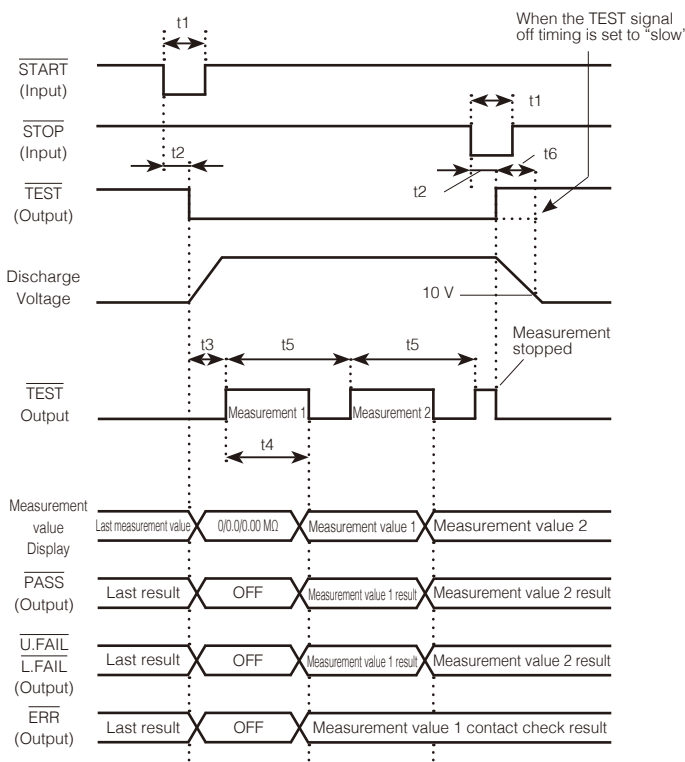 When the TEST signal
off timing is set to “slow”
t1
START
(Input)
t1
STOP
(Input)
t2
t6
t2
TEST
(Output)
Discharge
Voltage
10 V
Measurement
stopped
t3
t5
t5
TEST
Output
Measurement 1
Measurement 2
t4
Measurement
value
Display
Last measurement value
0/0.0/0.00 MΩ
Measurement value 1
Measurement value 2
PASS
(Output)
Last result
OFF
Measurement value 1 result
Measurement value 2 result
U.FAIL
L.FAIL
(Output)
Last result
OFF
Measurement value 1 result
Measurement value 2 result
ERR
(Output)
Last result
OFF
Measurement value 1 contact check result